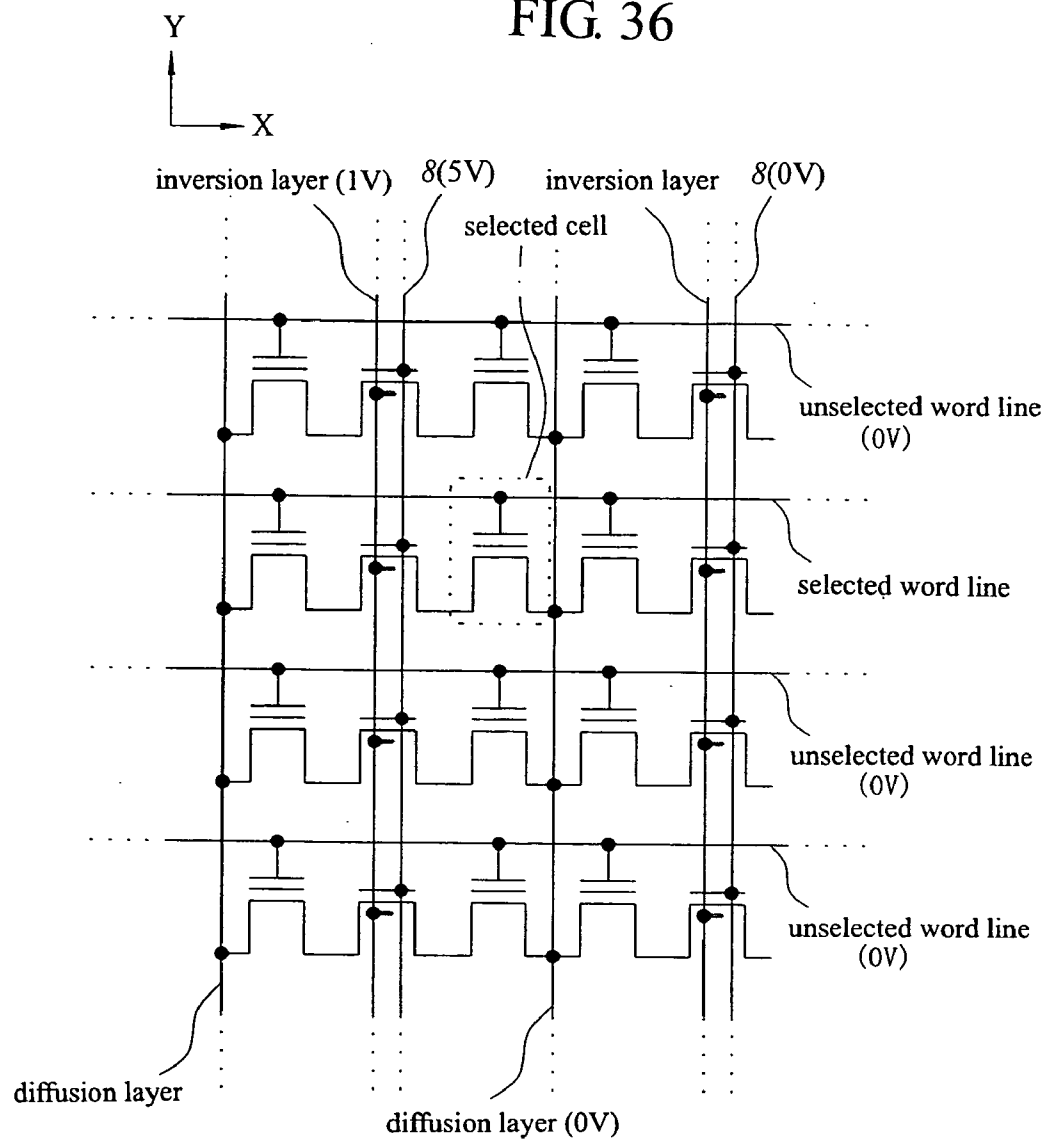 FIG. 36
Y
X
inversion layer (1V)
8(5V)
inversion layer
8(0V)
selected cell
unselected word line
(0V)
selected word line
unselected word line
(0V)
unselected word line
(0V)
diffusion layer
diffusion layer (0V)